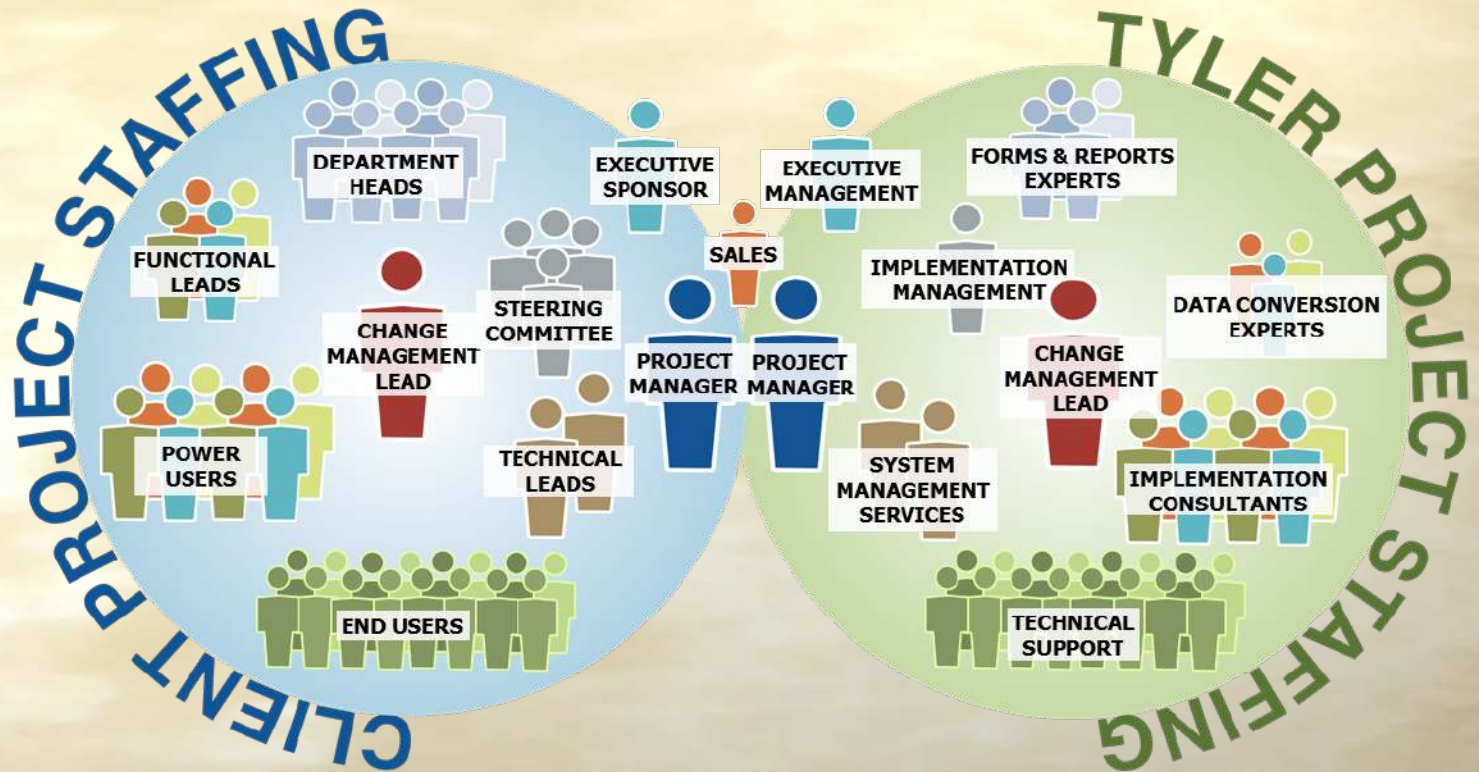 CLIENT PROJECT STAFFING
DEPARTMENT
HEADS
EXECUTIVE
SPONSOR
FUNCTIONAL
LEADS
CHANGE
MANAGEMENT
LEAD
STEERING
COMMITTEE
PROJECT
MANAGER
POWER
USERS
TECHNICAL
LEADS
END USERS
SALES
TYLER PROJECT STAFFING
EXECUTIVE
MANAGEMENT
FORMS & REPORTS
EXPERTS
IMPLEMENTATION
MANAGEMENT
DATA CONVERSION
EXPERTS
PROJECT
MANAGER
CHANGE
MANAGEMENT
LEAD
SYSTEM
MANAGEMENT
SERVICES
IMPLEMENTATION
CONSULTANTS
TECHNICAL
SUPPORT